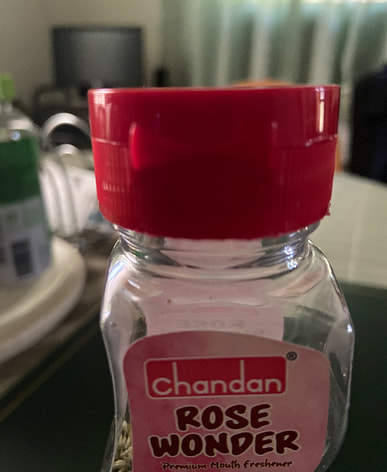 chandan®
ROSE
WONDER
Premium Mouth Freshener